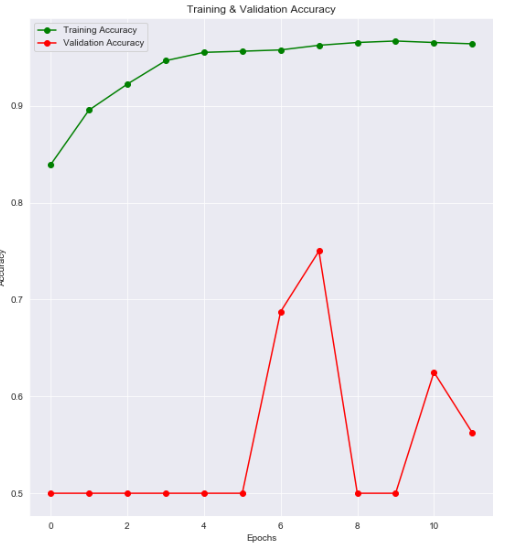 Training & Validation Accuracy
Training Accuracy
Validation Accuracy
0.9
0.8
0.7
0.6
0.5
Accuracy
0 2 4 6 8 10
Epochs